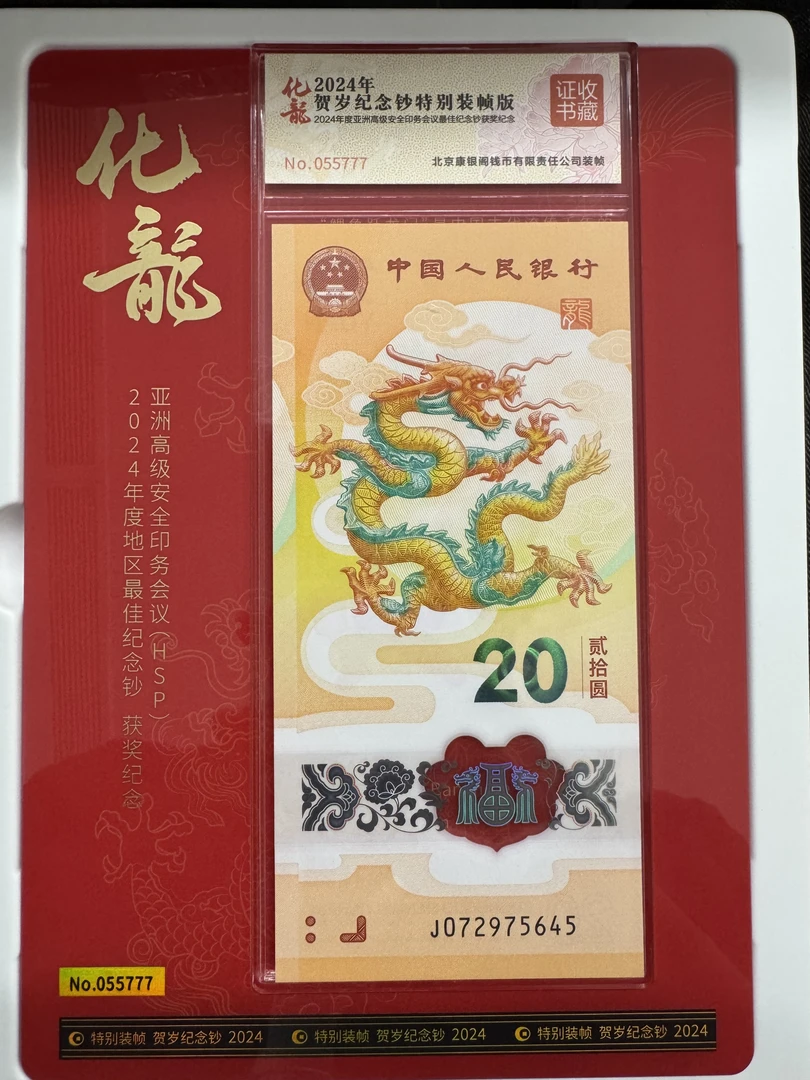 化龍
亚洲高级安全印务会议(HSP)
2024年度地区最佳纪念钞 获奖纪念
No.055777
化龍
2024年
贺岁纪念钞特别装帧版
2024年度亚洲高级安全印务会议最佳纪念钞获奖纪念
No.055777
北京康银阁钱币有限责任公司装帧
收藏
证书
中国人民银行
龍
20
贰拾圆
福
J072975645
特别装帧 贺岁纪念钞 2024
特别装帧 贺岁纪念钞 2024
特别装帧 贺岁纪念钞 2024